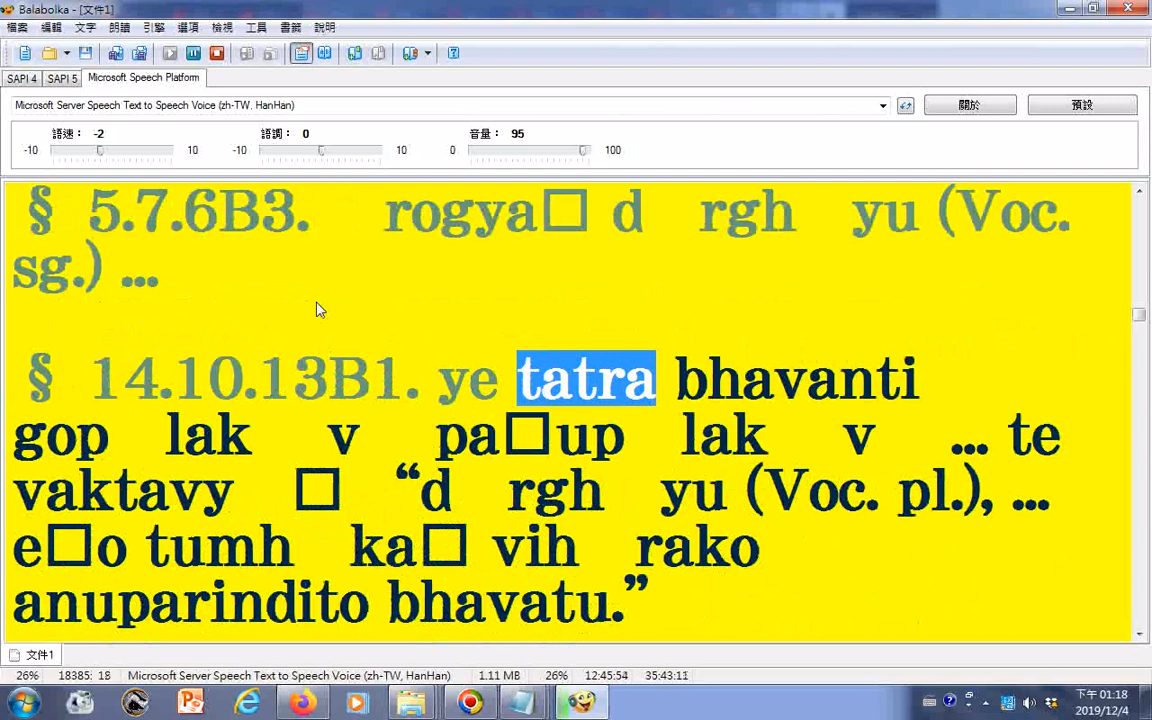 Balabolka - [文件1]
檔案 編輯 文字 朗讀 引擎 選項 檢視 工具 書籤 說明
SAPI 4 SAPI 5 Microsoft Speech Platform
Microsoft Server Speech Text to Speech Voice (zh-TW, HanHan) 關於 預設
語速： -2 語調： 0 音量： 95
-10 10 -10 10 0 100
§ 5.7.6B3. rogya□ d rgh yu (Voc.
sg.) ...
§ 14.10.13B1. ye tatra bhavanti
gop lak v pa□up lak v ... te
vaktavy □ “d rgh yu (Voc. pl.), ...
e□o tumh ka□ vih rako
anuparindito bhavatu.”
文件1
26% 18385: 18 Microsoft Server Speech Text to Speech Voice (zh-TW, HanHan) 1.11 MB 26% 12:45:54 35:43:11
下午 01:18
2019/12/4